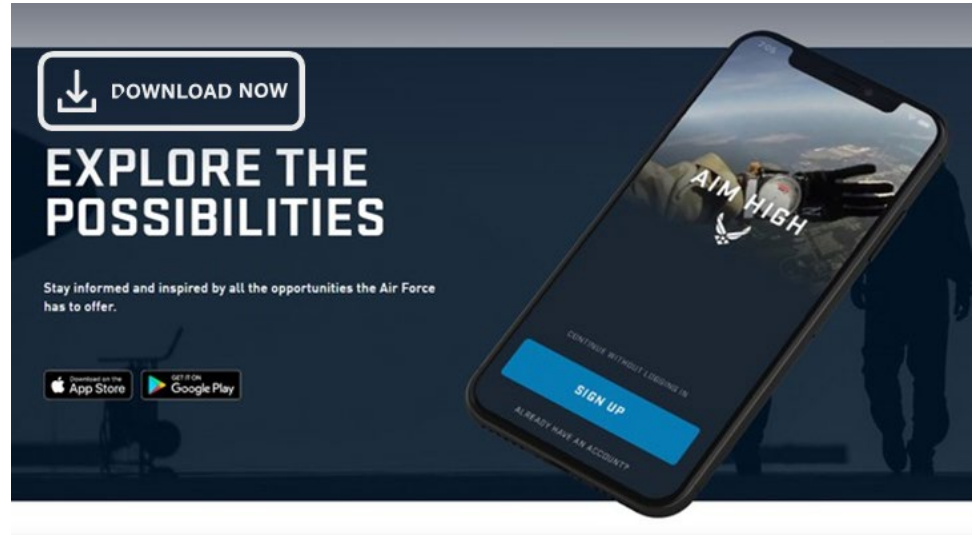 DOWNLOAD NOW
EXPLORE THE
POSSIBILITIES
Stay informed and inspired by all the opportunities the Air Force
has to offer.
Download on the
App Store
GET IT ON
Google Play
7:05
AIM HIGH
CONTINUE WITHOUT LOGGING IN
SIGN UP
ALREADY HAVE AN ACCOUNT?